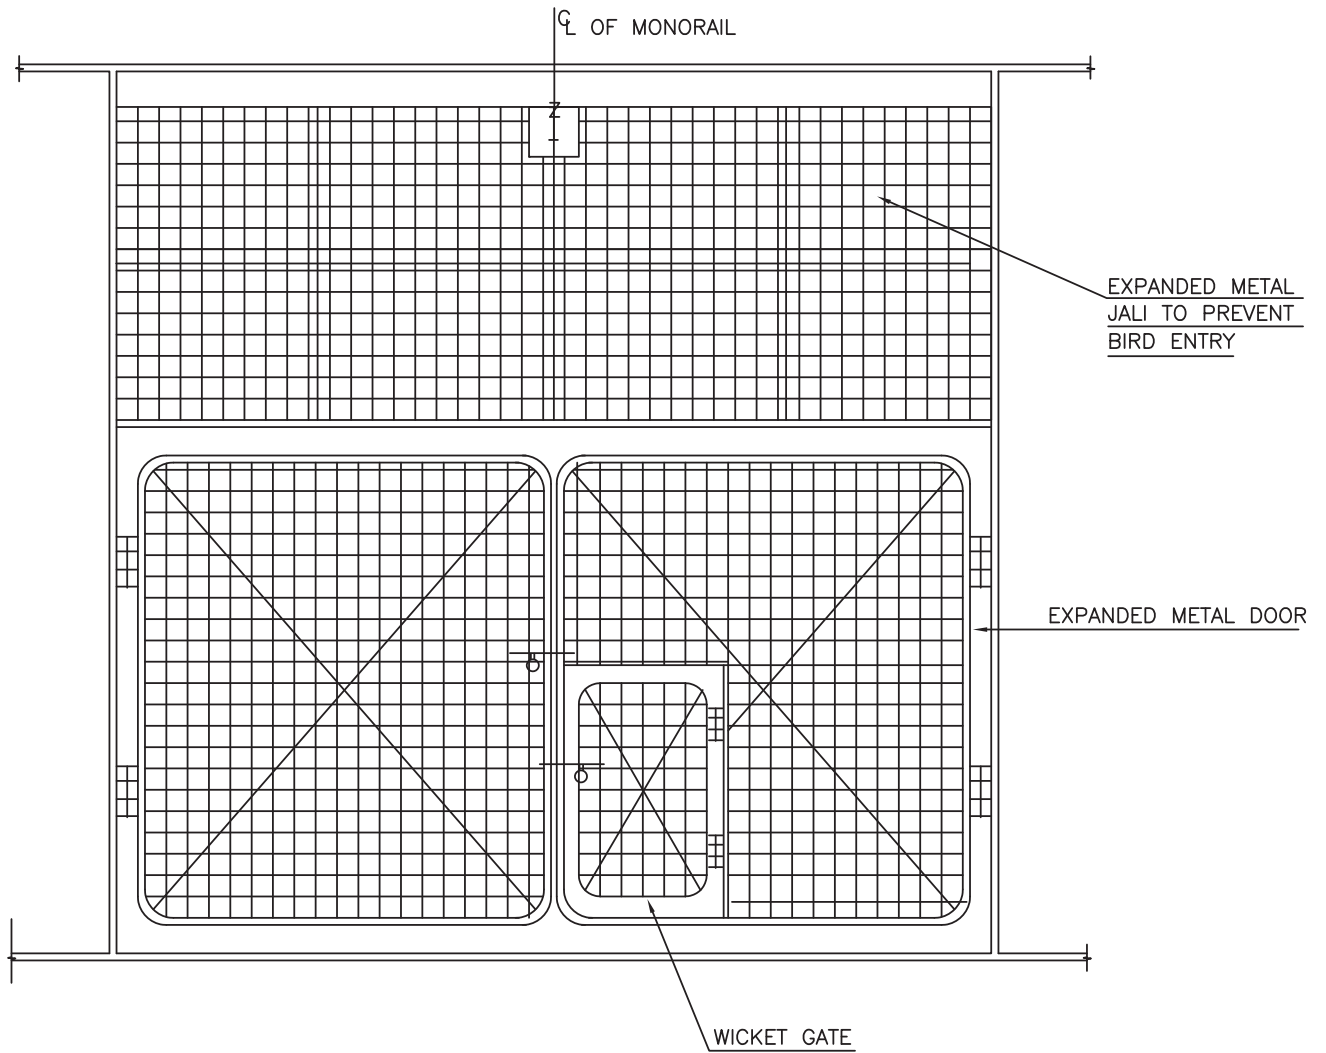 ℄ OF MONORAIL
EXPANDED METAL
JALI TO PREVENT
BIRD ENTRY
EXPANDED METAL DOOR
WICKET GATE